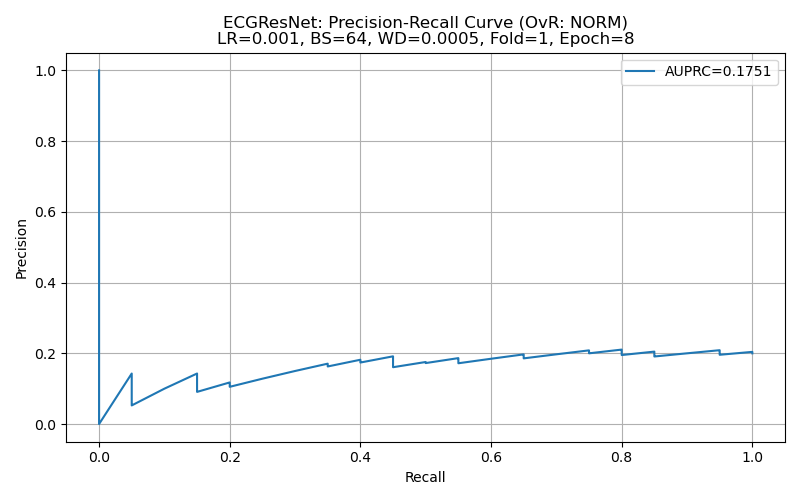 ECGResNet: Precision-Recall Curve (OvR: NORM)
LR=0.001, BS=64, WD=0.0005, Fold=1, Epoch=8
AUPRC=0.1751
Precision
1.0
0.8
0.6
0.4
0.2
0.0
0.0 0.2 0.4 0.6 0.8 1.0
Recall